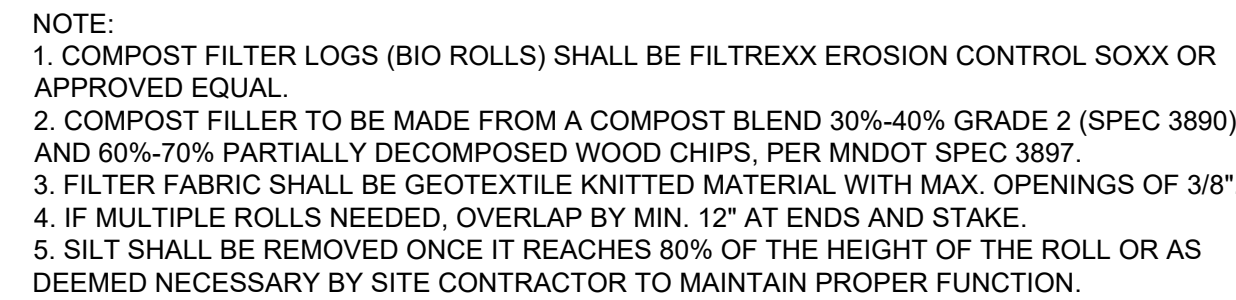 NOTE:
1. COMPOST FILTER LOGS (BIO ROLLS) SHALL BE FILTREXX EROSION CONTROL SOXX OR
APPROVED EQUAL.
2. COMPOST FILLER TO BE MADE FROM A COMPOST BLEND 30%-40% GRADE 2 (SPEC 3890)
AND 60%-70% PARTIALLY DECOMPOSED WOOD CHIPS, PER MNDOT SPEC 3897.
3. FILTER FABRIC SHALL BE GEOTEXTILE KNITTED MATERIAL WITH MAX. OPENINGS OF 3/8".
4. IF MULTIPLE ROLLS NEEDED, OVERLAP BY MIN. 12" AT ENDS AND STAKE.
5. SILT SHALL BE REMOVED ONCE IT REACHES 80% OF THE HEIGHT OF THE ROLL OR AS
DEEMED NECESSARY BY SITE CONTRACTOR TO MAINTAIN PROPER FUNCTION.